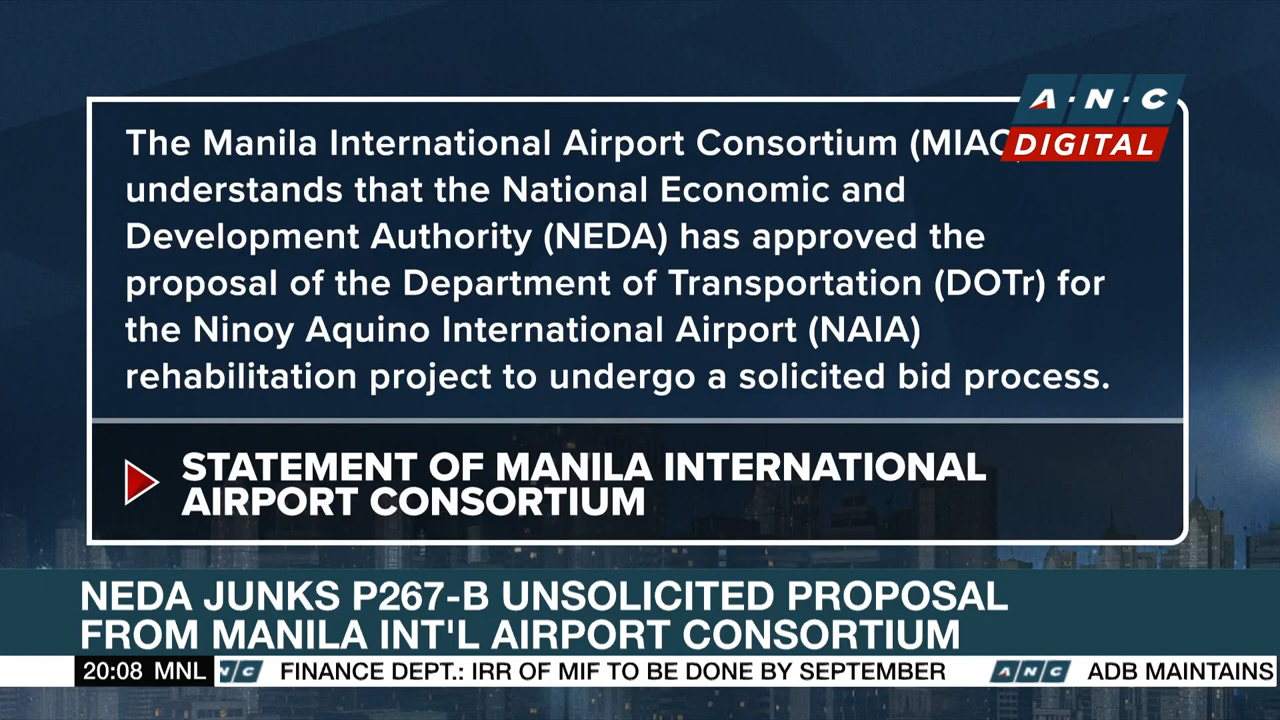 A·N·C
DIGITAL
The Manila International Airport Consortium (MIAC
understands that the National Economic and
Development Authority (NEDA) has approved the
proposal of the Department of Transportation (DOTr) for
the Ninoy Aquino International Airport (NAIA)
rehabilitation project to undergo a solicited bid process.
STATEMENT OF MANILA INTERNATIONAL
AIRPORT CONSORTIUM
NEDA JUNKS P267-B UNSOLICITED PROPOSAL
FROM MANILA INT'L AIRPORT CONSORTIUM
20:08 MNL NC FINANCE DEPT.: IRR OF MIF TO BE DONE BY SEPTEMBER ANC ADB MAINTAINS